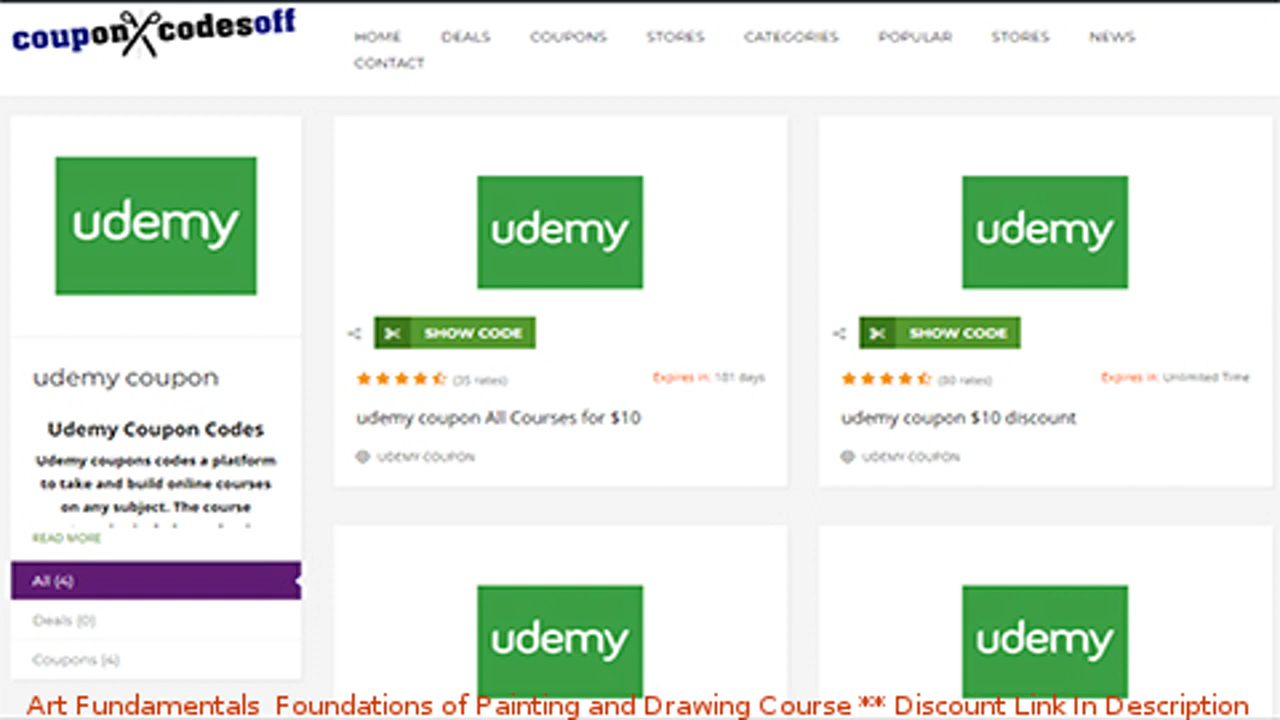 couponXcodesoff
HOME DEALS COUPONS STORES CATEGORIES POPULAR STORES NEWS
CONTACT
udemy
udemy coupon
Udemy Coupon Codes
Udemy coupons codes a platform
to take and build online courses
on any subject. The course
READ MORE
All (4)
Deals (0)
Coupons (4)
udemy
SHOW CODE
(35 rates) Expires in: 181 days
udemy coupon All Courses for $10
UDEMY COUPON
udemy
SHOW CODE
(80 rates) Expires in: Unlimited Time
udemy coupon $10 discount
UDEMY COUPON
udemy
udemy
Art Fundamentals Foundations of Painting and Drawing Course ** Discount Link In Description